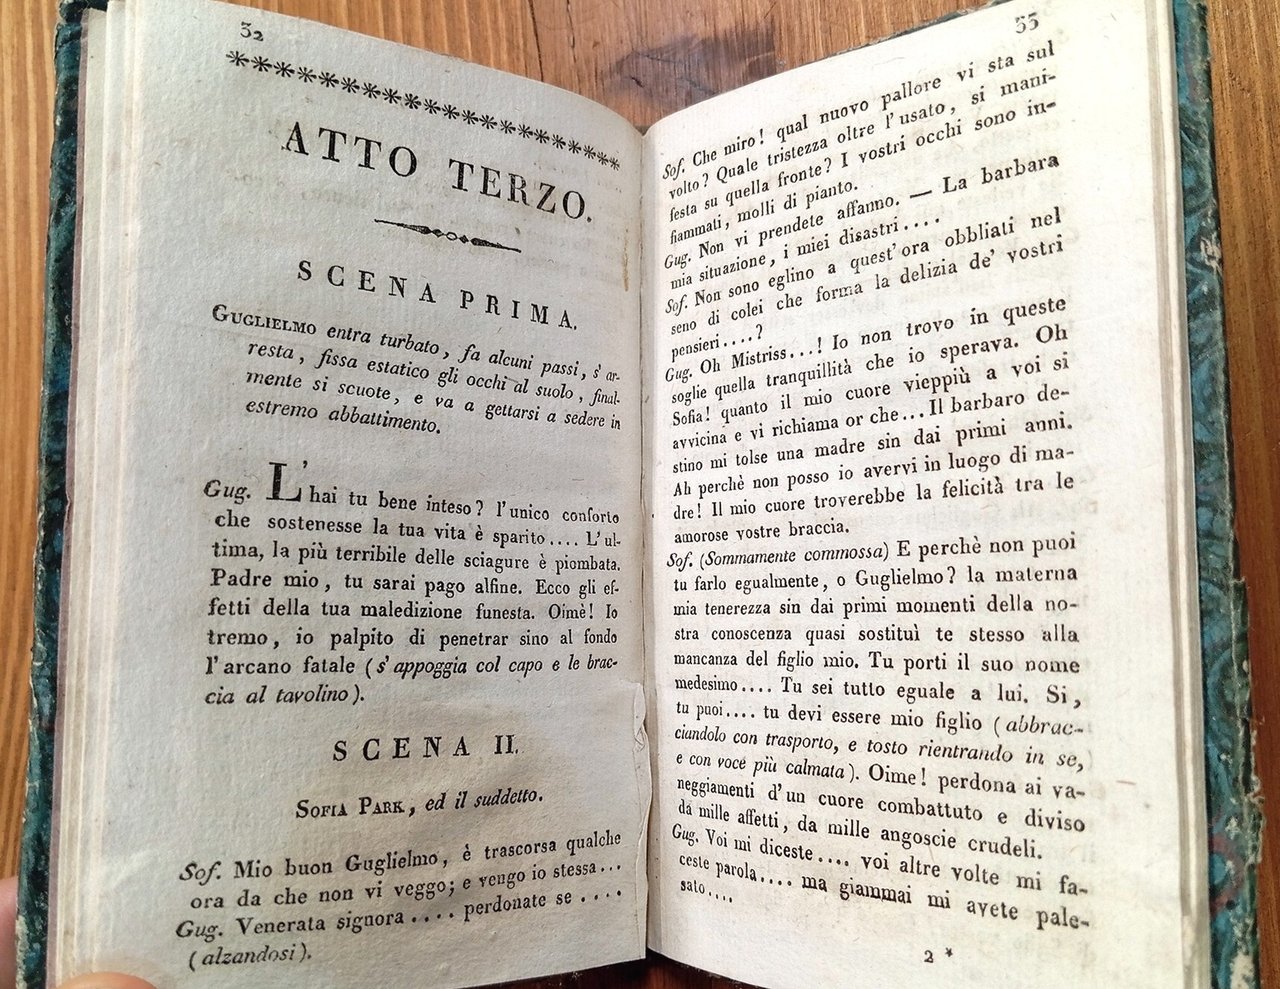 32
ATTO TERZO.
SCENA PRIMA.
GUGLIELMO entra turbato, fa alcuni passi, s' ar-
resta, fissa estatico gli occhi al suolo, final-
mente si scuote, e va a gettarsi a sedere in
estremo abbattimento.
Gug. L' hai tu bene inteso? l'unico conforto
che sostenesse la tua vita è sparito.... L'ul-
tima, la più terribile delle sciagure è piombata.
Padre mio, tu sarai pago alfine. Ecco gli ef-
fetti della tua maledizione funesta. Oimè! Io
tremo, io palpito di penetrar sino al fondo
l'arcano fatale (s' appoggia col capo e le brac-
cia al tavolino).
SCENA II.
SOFIA PARK, ed il suddetto.
Sof. Mio buon Guglielmo, è trascorsa qualche
ora da che non vi veggo; e vengo io stessa...
Gug. Venerata signora .... perdonate se ....
(alzandosi).
33
Sof. Che miro! qual nuovo pallore vi sta sul
volto? Quale tristezza oltre l'usato, si mani-
festa su quella fronte? I vostri occhi sono in-
fiammati, molli di pianto.
Gug. Non vi prendete affanno. — La barbara
mia situazione, i miei disastri....
Sof. Non sono eglino a quest' ora obbliati nel
seno di colei che forma la delizia de' vostri
pensieri....?
Gug. Oh Mistriss...! Io non trovo in queste
soglie quella tranquillità che io sperava. Oh
Sofia! quanto il mio cuore vieppiù a voi si
avvicina e vi richiama or che... Il barbaro de-
stino mi tolse una madre sin dai primi anni.
Ah perchè non posso io avervi in luogo di ma-
dre! Il mio cuore troverebbe la felicità tra le
amorose vostre braccia.
Sof. (Sommamente commossa) E perchè non puoi
tu farlo egualmente, o Guglielmo? la materna
mia tenerezza sin dai primi momenti della no-
stra conoscenza quasi sostituì te stesso alla
mancanza del figlio mio. Tu porti il suo nome
medesimo.... Tu sei tutto eguale a lui. Si,
tu puoi.... tu devi essere mio figlio (abbrac-
ciandolo con trasporto, e tosto rientrando in se,
e con voce più calmata). Oime! perdona ai va-
neggiamenti d'un cuore combattuto e diviso
da mille affetti, da mille angoscie crudeli.
Gug. Voi mi diceste.... voi altre volte mi fa-
ceste parola.... ma giammai mi avete pale-
sato....
2 *